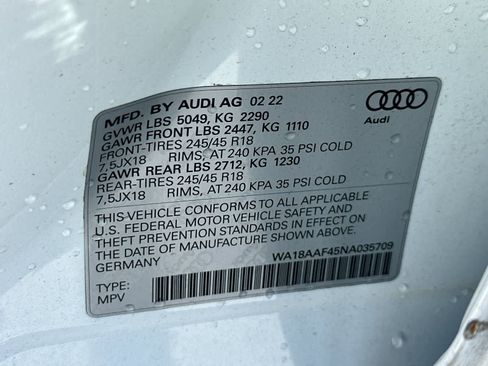 MFD. BY AUDI AG 02 22
GVWR LBS 5049, KG 2290
GAWR FRONT LBS 2447, KG 1110
FRONT-TIRES 245/45 R18
7,5JX18 RIMS, AT 240 KPA 35 PSI COLD
GAWR REAR LBS 2712, KG 1230
REAR-TIRES 245/45 R18
7,5JX18 RIMS, AT 240 KPA 35 PSI COLD
THIS VEHICLE CONFORMS TO ALL APPLICABLE
U.S. FEDERAL MOTOR VEHICLE SAFETY AND
THEFT PREVENTION STANDARDS IN EFFECT ON
THE DATE OF MANUFACTURE SHOWN ABOVE.
GERMANY
WA18AAF45NA035709
TYPE:
MPV
Audi